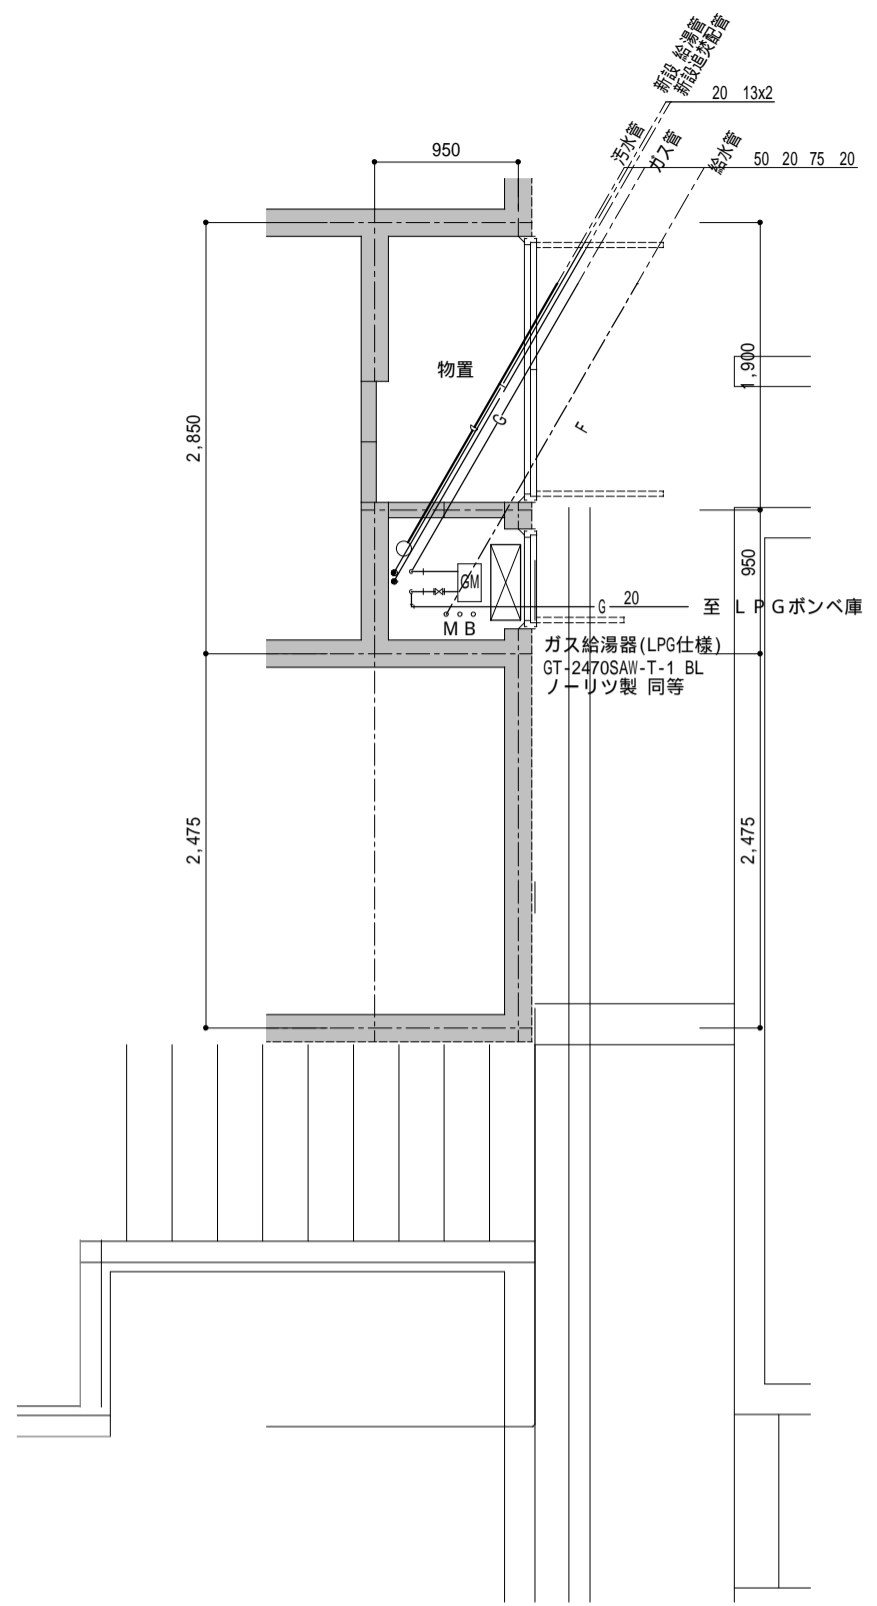 新設 給湯管
新設追焚配管
20 13x2
汚水管
ガス管
給水管
50 20 75 20
950
1,900
物置
G
F
2,850
950
GM
G 20
至 ＬＰＧボンベ庫
ＭＢ
ガス給湯器(LPG仕様)
GT-2470SAW-T-1 BL
ノーリツ製 同等
2,475
2,475